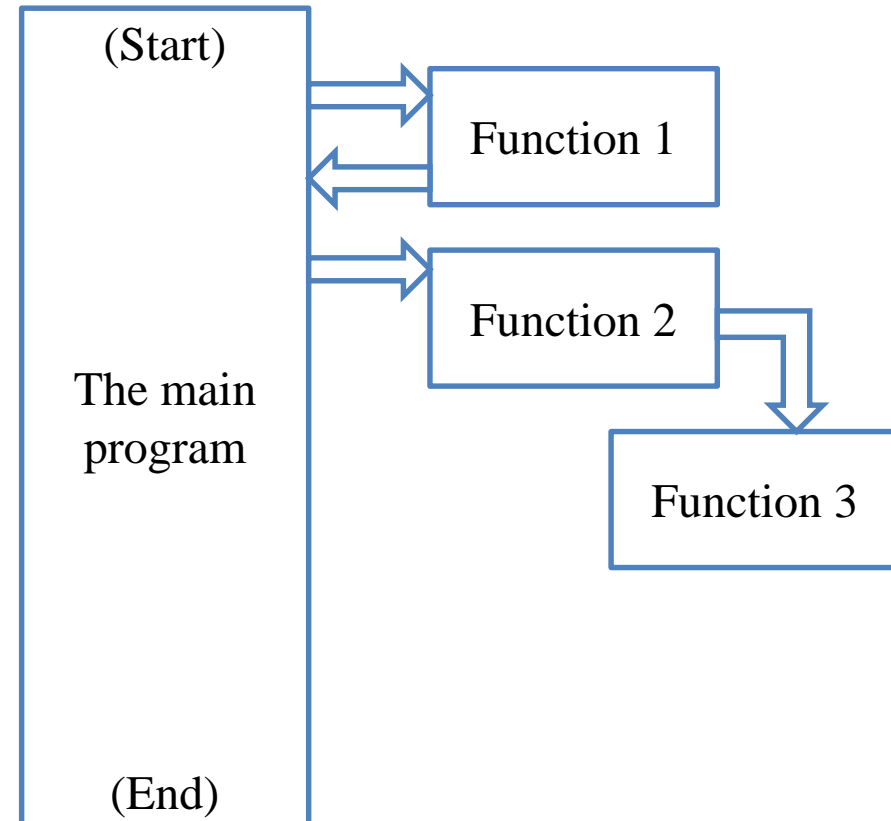 (Start)
Function 1
Function 2
The main
program
Function 3
(End)